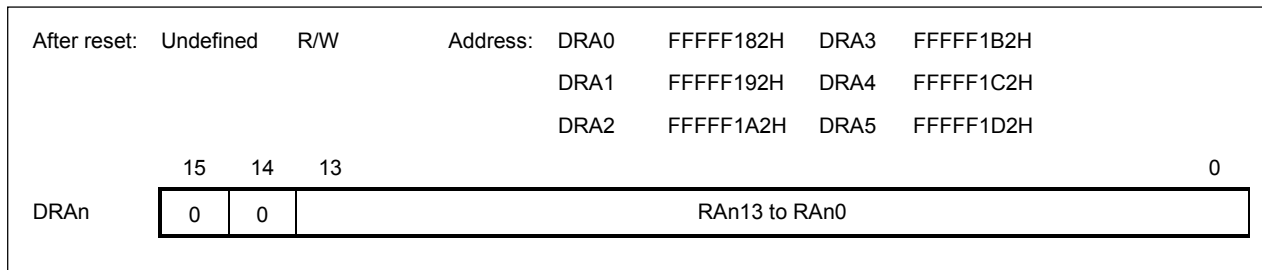 After reset: Undefined R/W Address: DRA0 FFFFF182H DRA3 FFFFF1B2H
DRA1 FFFFF192H DRA4 FFFFF1C2H
DRA2 FFFFF1A2H DRA5 FFFFF1D2H
15 14 13 0
DRAn 0 0 RAn13 to RAn0